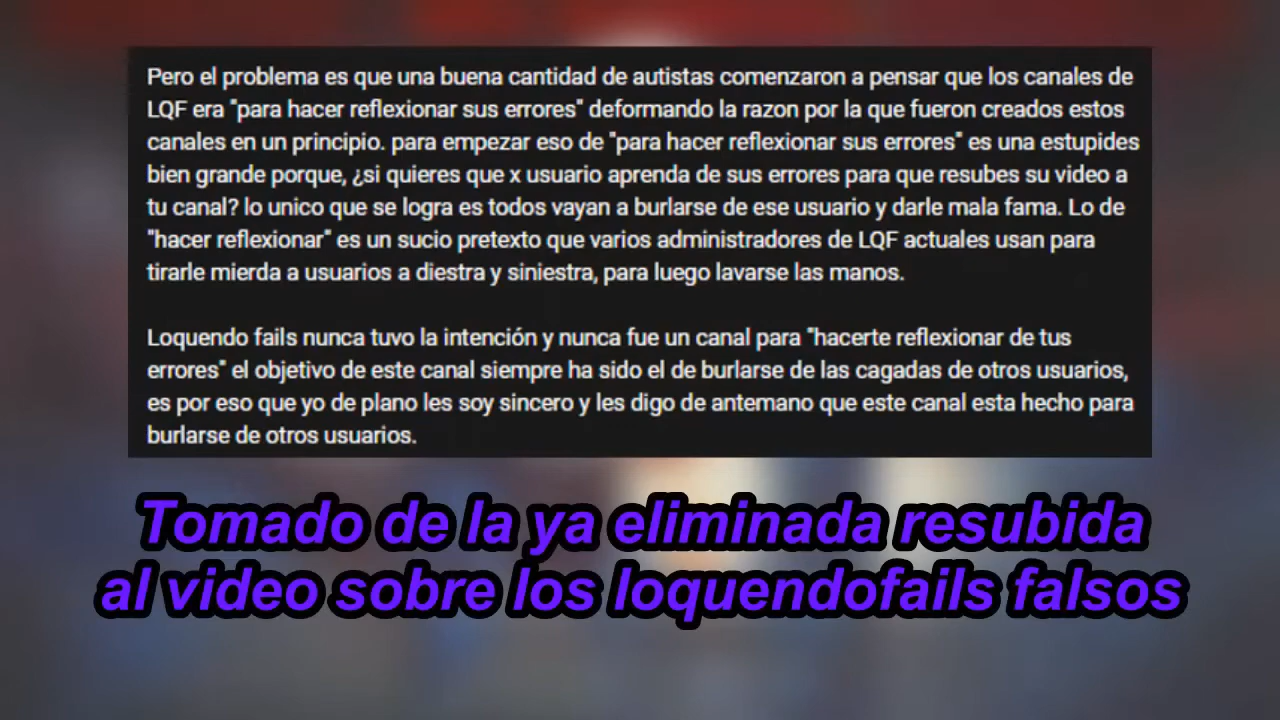 Pero el problema es que una buena cantidad de autistas comenzaron a pensar que los canales de
LQF era "para hacer reflexionar sus errores" deformando la razon por la que fueron creados estos
canales en un principio. para empezar eso de "para hacer reflexionar sus errores" es una estupides
bien grande porque, ¿si quieres que x usuario aprenda de sus errores para que resubes su video a
tu canal? lo unico que se logra es todos vayan a burlarse de ese usuario y darle mala fama. Lo de
"hacer reflexionar" es un sucio pretexto que varios administradores de LQF actuales usan para
tirarle mierda a usuarios a diestra y siniestra, para luego lavarse las manos.
Loquendo fails nunca tuvo la intención y nunca fue un canal para "hacerte reflexionar de tus
errores" el objetivo de este canal siempre ha sido el de burlarse de las cagadas de otros usuarios,
es por eso que yo de plano les soy sincero y les digo de antemano que este canal esta hecho para
burlarse de otros usuarios.
Tomado de la ya eliminada resubida
al video sobre los loquendofails falsos